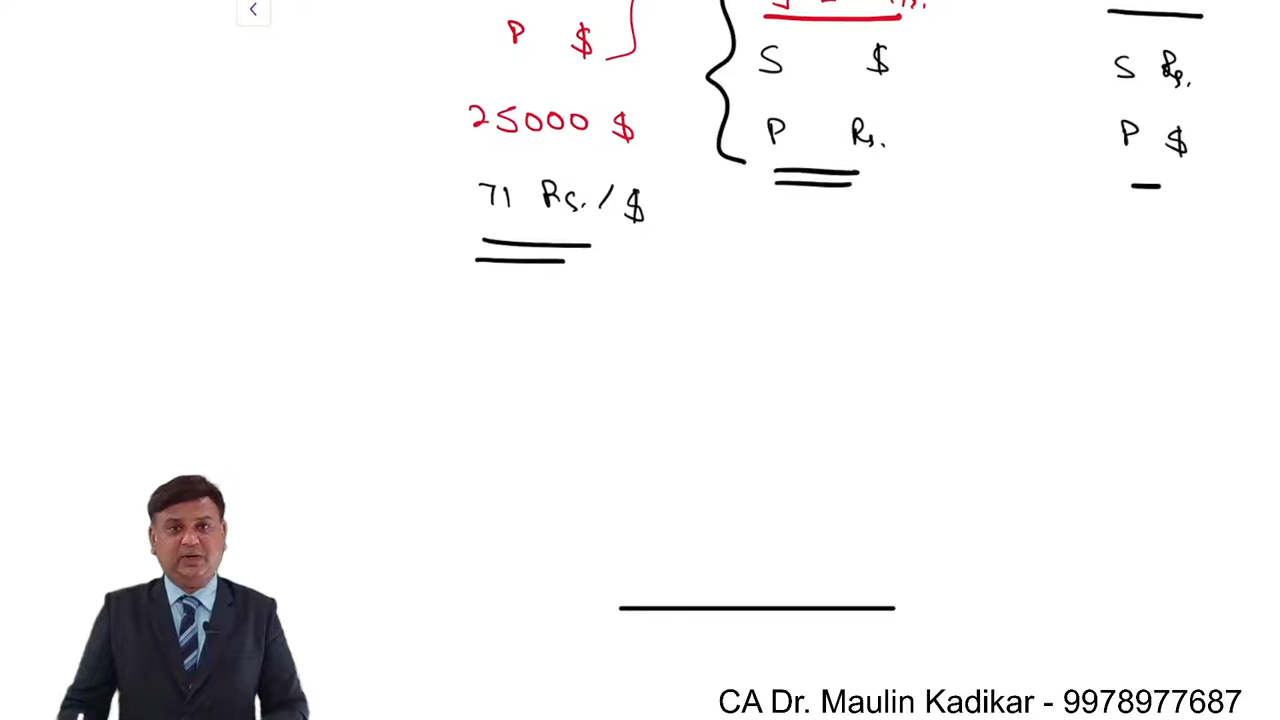 P $
25000 $
71 Rs. / $
S $
P Rs.
S Rs.
P $
CA Dr. Maulin Kadikar - 9978977687